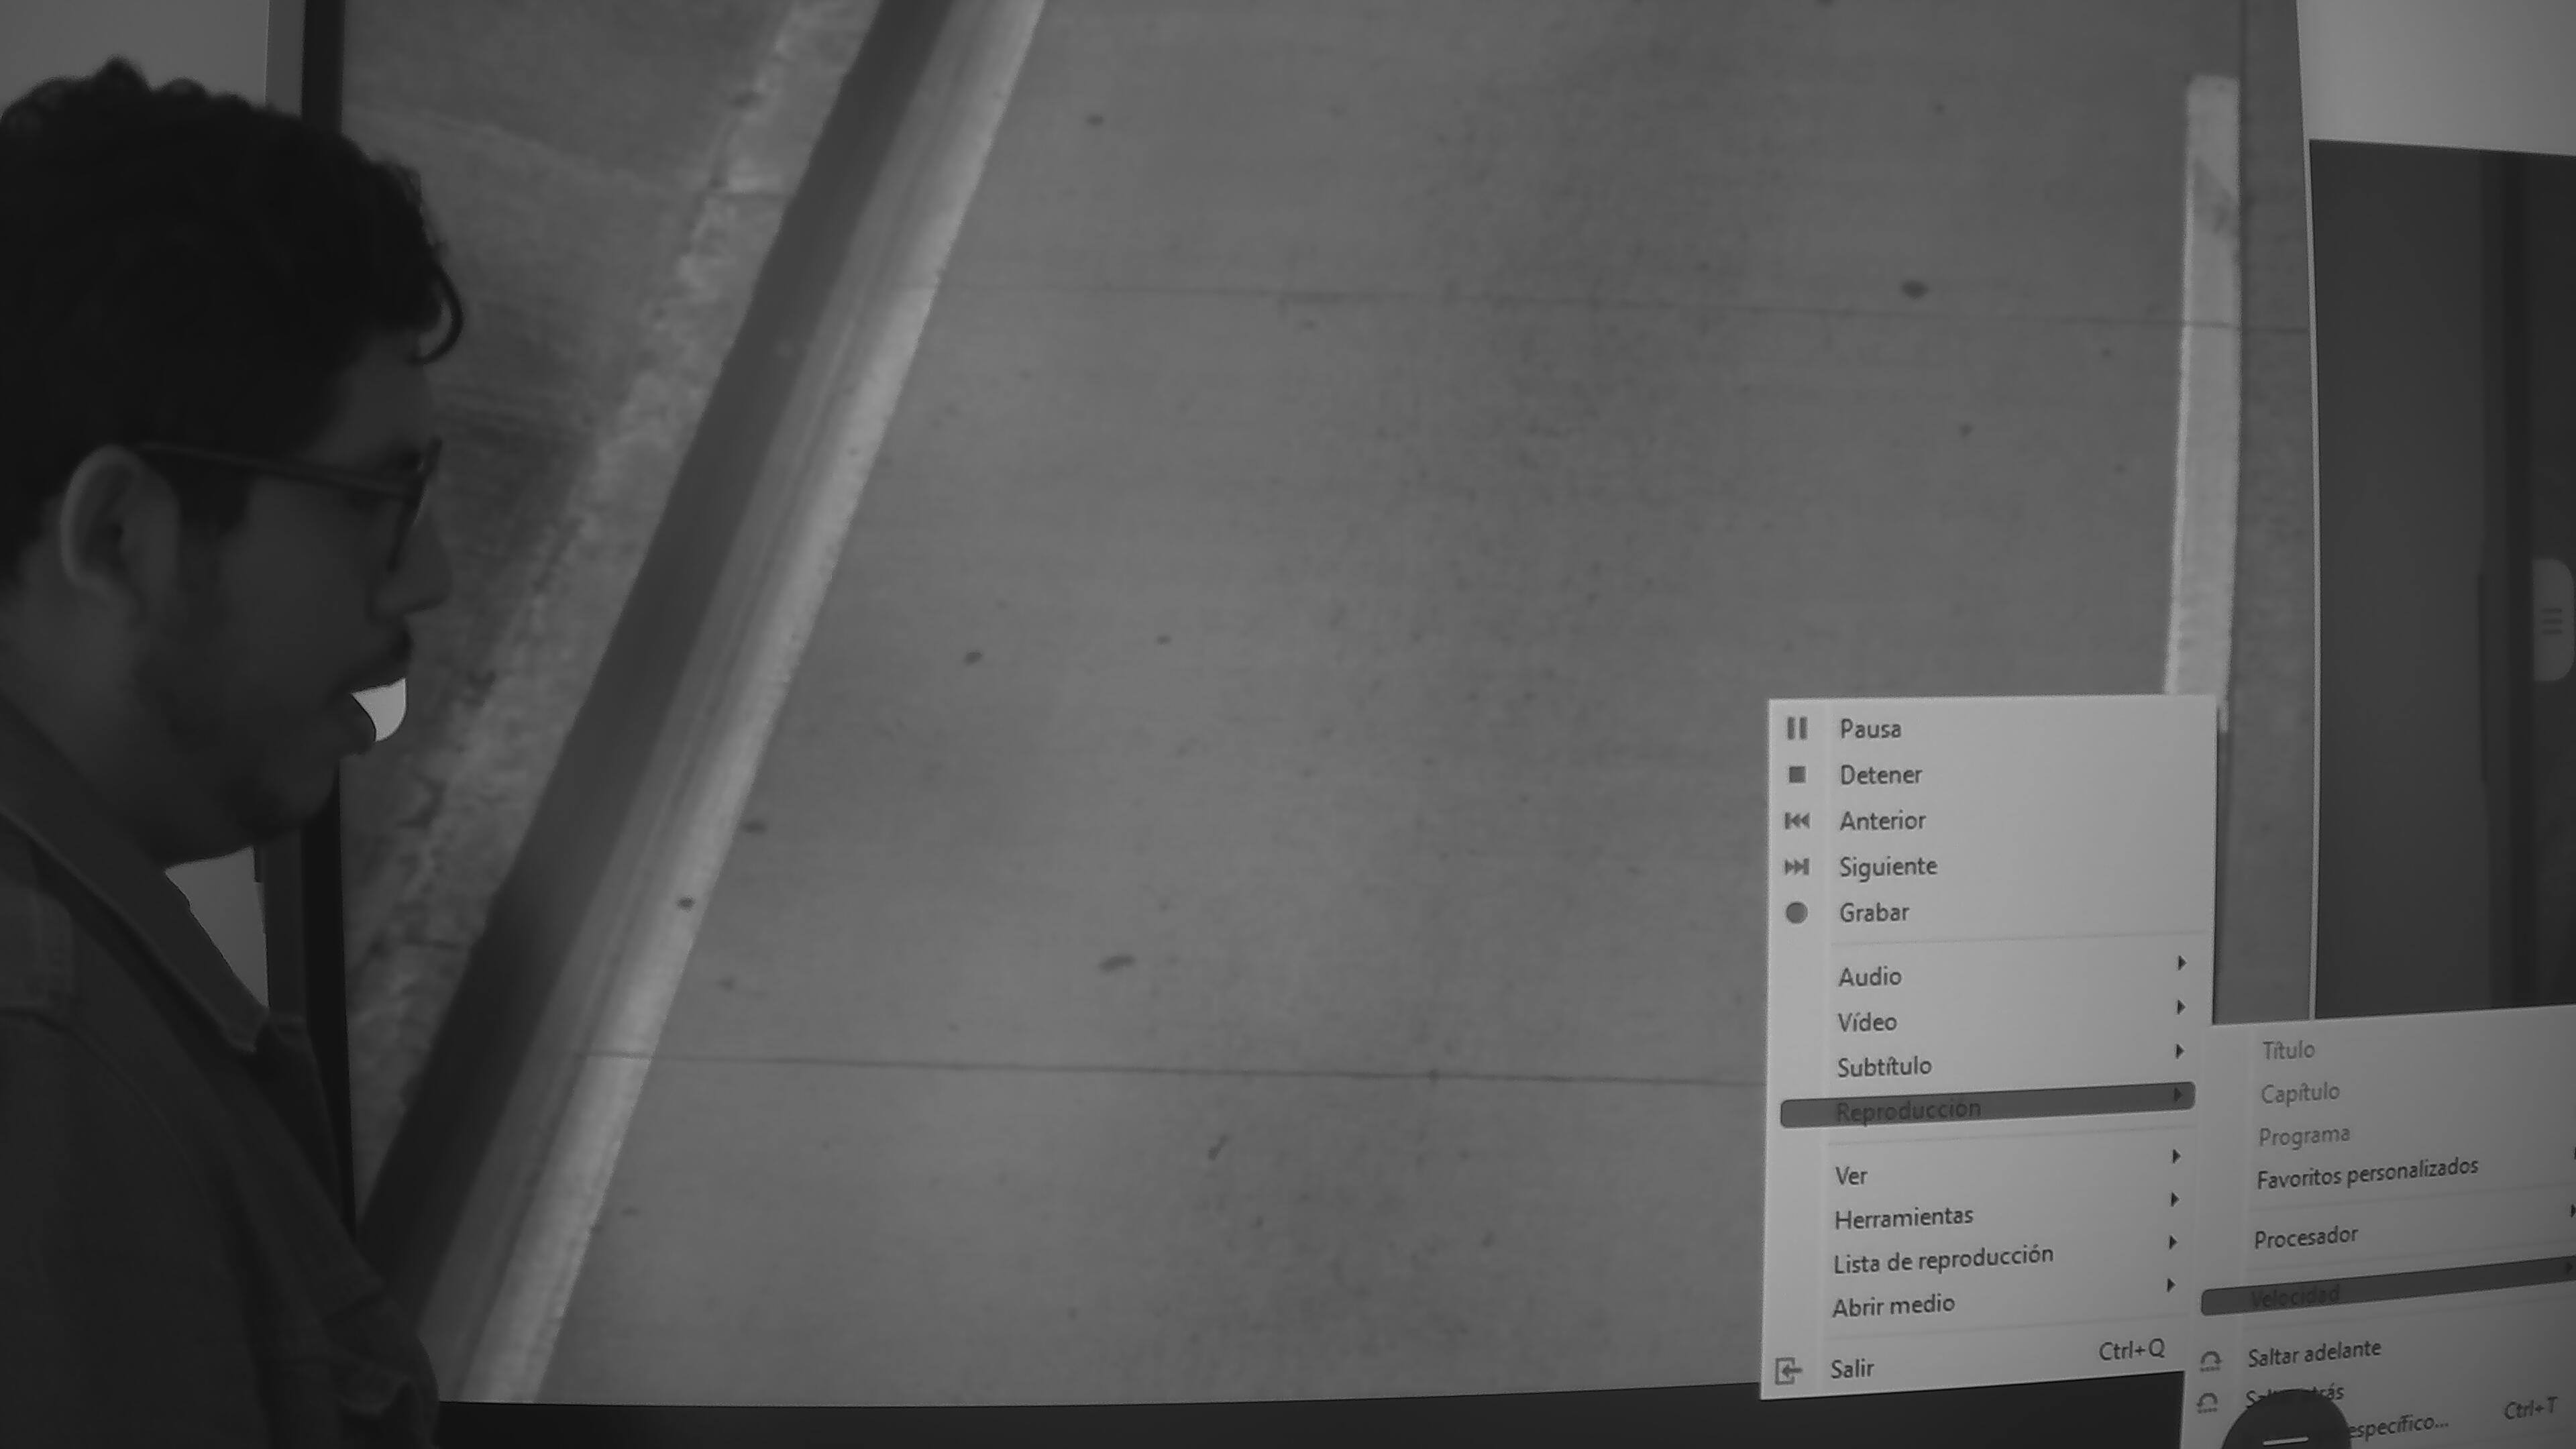 Pausa
Detener
Anterior
Siguiente
Grabar
Audio
Vídeo
Subtítulo
Reproducción
Ver
Herramientas
Lista de reproducción
Abrir medio
Salir Ctrl+Q
Título
Capítulo
Programa
Favoritos personalizados
Procesador
Velocidad
Saltar adelante
específico... Ctrl+T